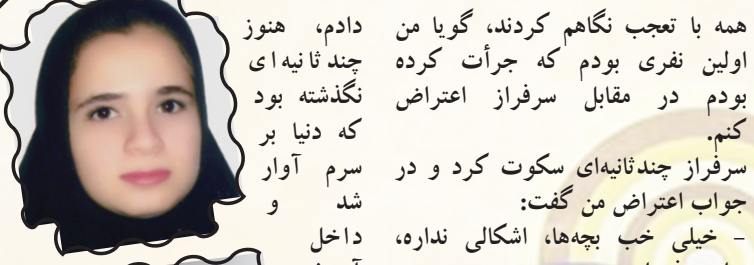 همه با تعجب نگاهم کردند، گویا من
اولین نفری بودم که جرأت کرده
بودم در مقابل سرفراز اعتراض
کنم.
سرفراز چندثانیه‌ای سکوت کرد و در
جواب اعتراض من گفت:
- خیلی خب بچه‌ها، اشکالی نداره،
دادم، هنوز
چند ثانیه ای
نگذشته بود
که دنیا بر
سرم آوار
شد و
داخل